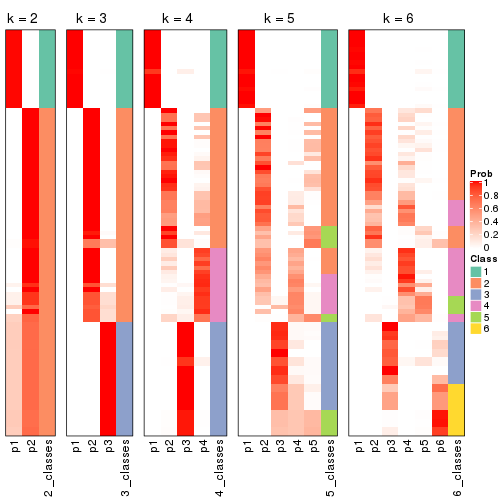 k = 2
k = 3
k = 4
k = 5
k = 6
p1
p2
2_classes
p1
p2
p3
3_classes
p1
p2
p3
p4
4_classes
p1
p2
p3
p4
p5
5_classes
p1
p2
p3
p4
p5
p6
6_classes
Prob
1
0.8
0.6
0.4
0.2
0
Class
1
2
3
4
5
6